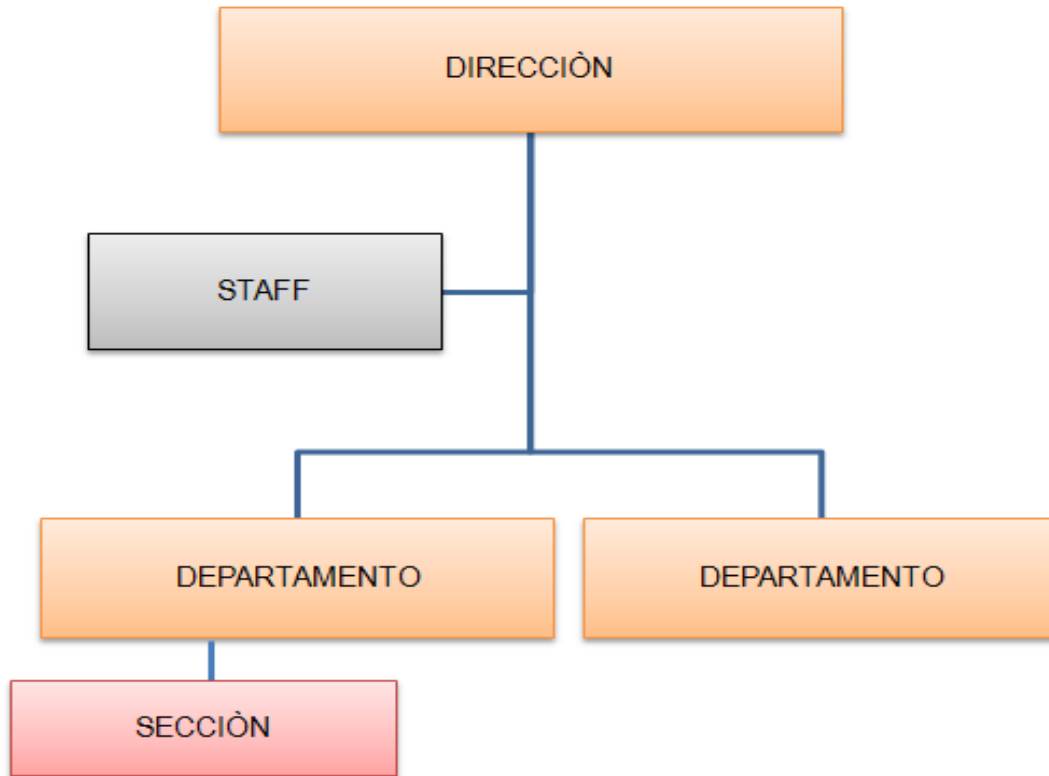 DIRECCIÒN
STAFF
DEPARTAMENTO
DEPARTAMENTO
SECCIÒN